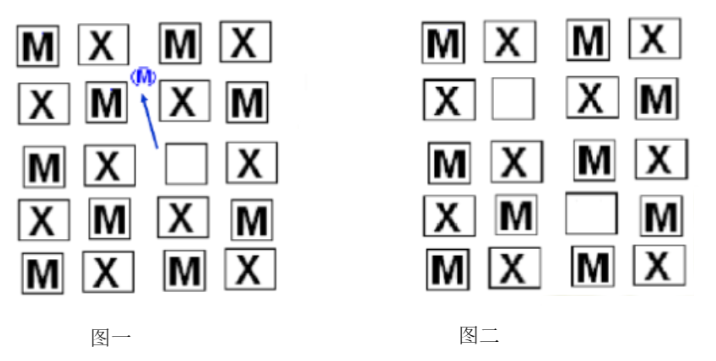 M X M X M X M X
(M)
X M X M X X M
M X X M X M X
X M X M X M M
M X M X M X M X
图一 图二